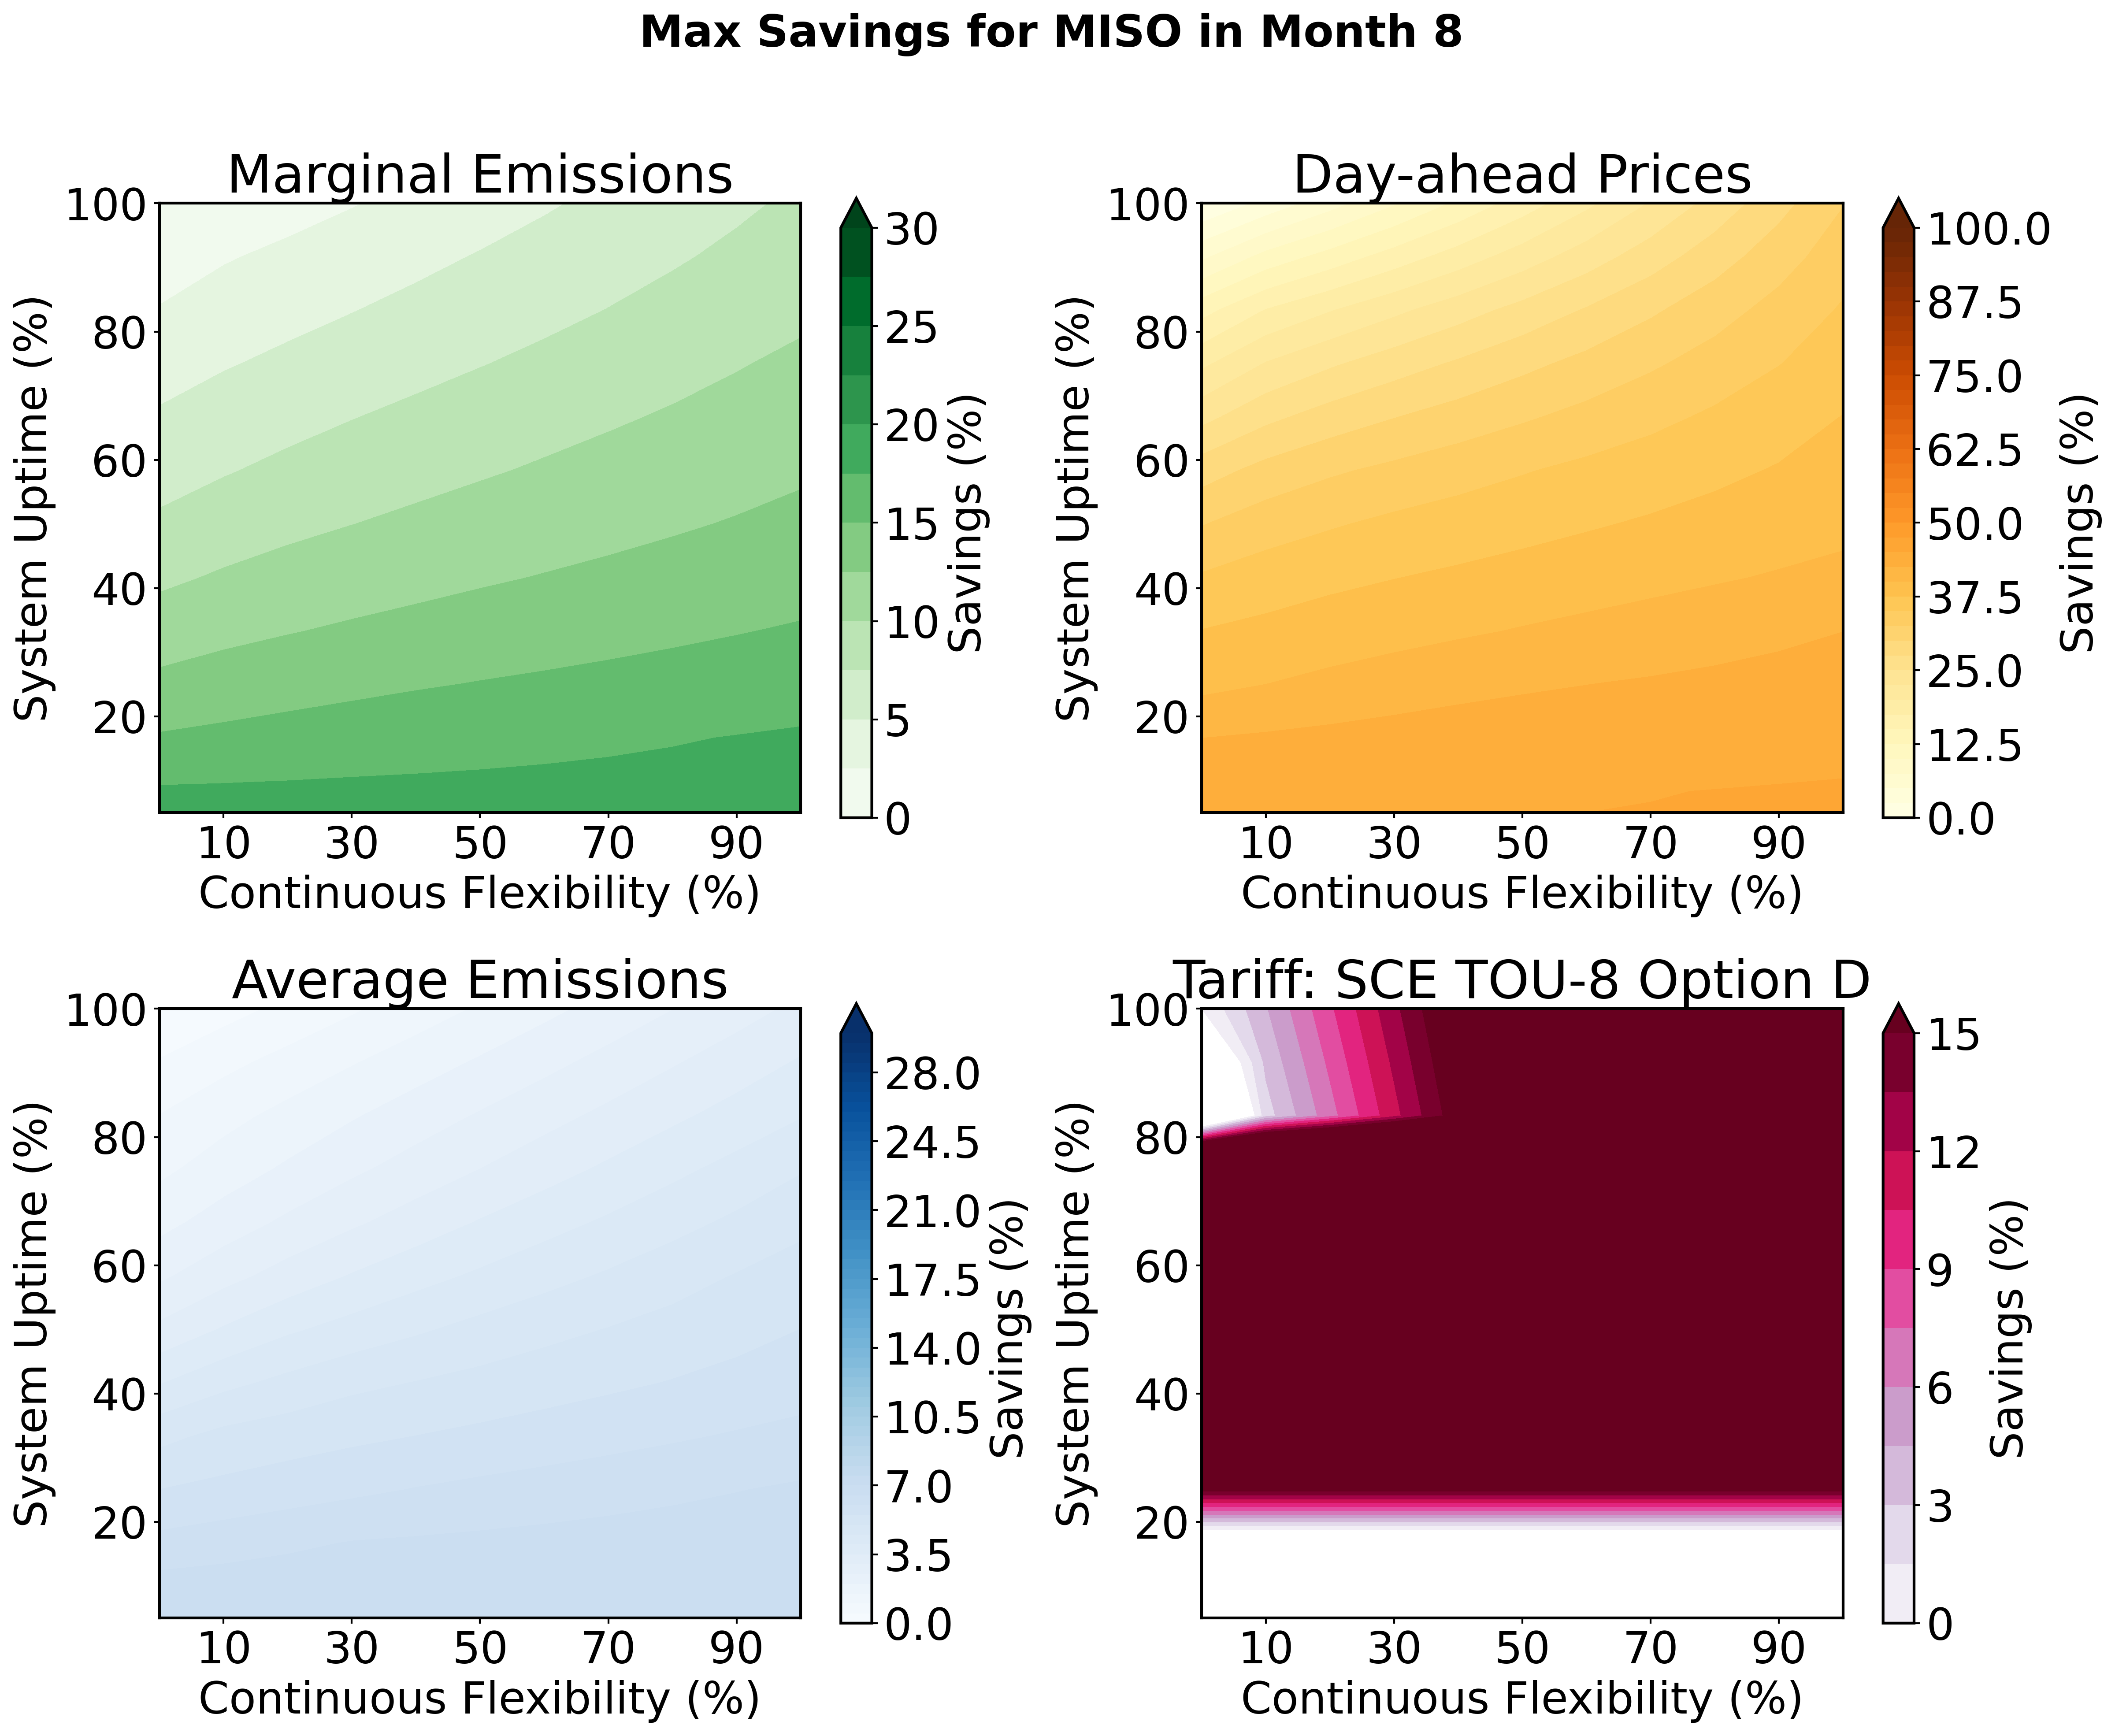 Max Savings for MISO in Month 8
Marginal Emissions
100
80
60
40
20
System Uptime (%)
10 30 50 70 90
Continuous Flexibility (%)
30
25
20
15
10
5
0
Savings (%)
Day-ahead Prices
100
80
60
40
20
System Uptime (%)
10 30 50 70 90
Continuous Flexibility (%)
100.0
87.5
75.0
62.5
50.0
37.5
25.0
12.5
0.0
Savings (%)
Average Emissions
100
80
60
40
20
System Uptime (%)
10 30 50 70 90
Continuous Flexibility (%)
28.0
24.5
21.0
17.5
14.0
10.5
7.0
3.5
0.0
Savings (%)
Tariff: SCE TOU-8 Option D
100
80
60
40
20
System Uptime (%)
10 30 50 70 90
Continuous Flexibility (%)
15
12
9
6
3
0
Savings (%)